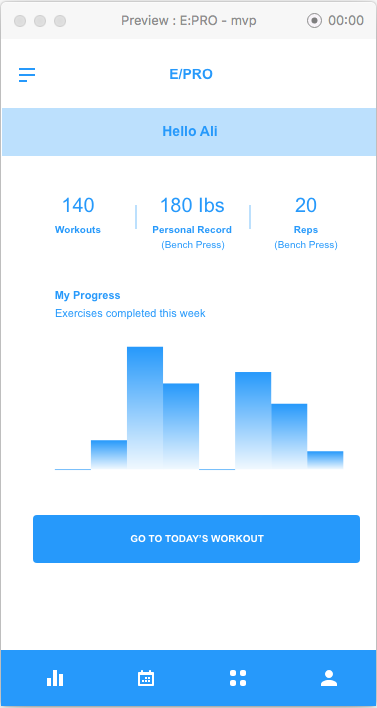 Preview : E:PRO - mvp
00:00
E/PRO
Hello Ali
140
Workouts
180 lbs
Personal Record
(Bench Press)
20
Reps
(Bench Press)
My Progress
Exercises completed this week
GO TO TODAY'S WORKOUT